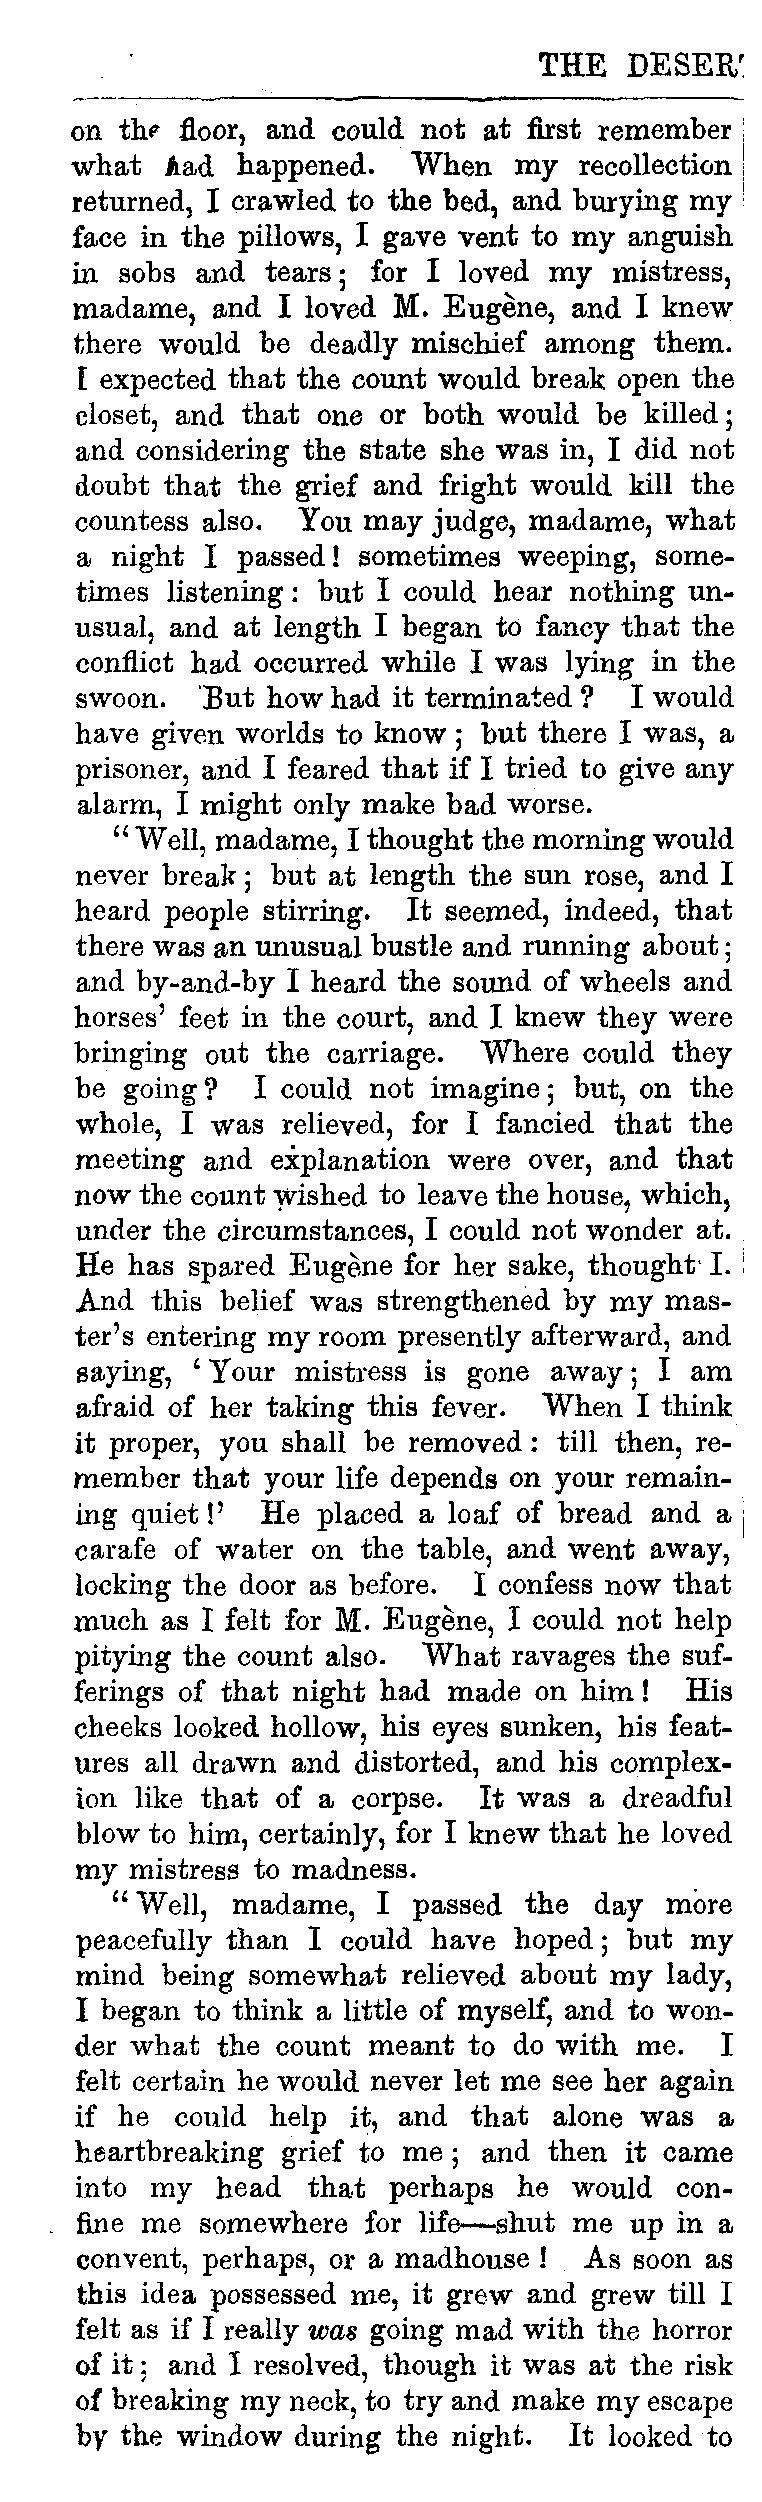 THE DESER
on the floor, and could not at first remember
what had happened. When my recollection
returned, I crawled to the bed, and burying my
face in the pillows, I gave vent to my anguish
in sobs and tears; for I loved my mistress,
madame, and I loved M. Eugène, and I knew
there would be deadly mischief among them.
I expected that the count would break open the
closet, and that one or both would be killed;
and considering the state she was in, I did not
doubt that the grief and fright would kill the
countess also. You may judge, madame, what
a night I passed! sometimes weeping, some-
times listening: but I could hear nothing un-
usual, and at length I began to fancy that the
conflict had occurred while I was lying in the
swoon. But how had it terminated? I would
have given worlds to know; but there I was, a
prisoner, and I feared that if I tried to give any
alarm, I might only make bad worse.
"Well, madame, I thought the morning would
never break; but at length the sun rose, and I
heard people stirring. It seemed, indeed, that
there was an unusual bustle and running about;
and by-and-by I heard the sound of wheels and
horses' feet in the court, and I knew they were
bringing out the carriage. Where could they
be going? I could not imagine; but, on the
whole, I was relieved, for I fancied that the
meeting and explanation were over, and that
now the count wished to leave the house, which,
under the circumstances, I could not wonder at.
He has spared Eugène for her sake, thought I.
And this belief was strengthened by my mas-
ter's entering my room presently afterward, and
saying, 'Your mistress is gone away; I am
afraid of her taking this fever. When I think
it proper, you shall be removed: till then, re-
member that your life depends on your remain-
ing quiet!' He placed a loaf of bread and a
carafe of water on the table, and went away,
locking the door as before. I confess now that
much as I felt for M. Eugène, I could not help
pitying the count also. What ravages the suf-
ferings of that night had made on him! His
cheeks looked hollow, his eyes sunken, his feat-
ures all drawn and distorted, and his complex-
ion like that of a corpse. It was a dreadful
blow to him, certainly, for I knew that he loved
my mistress to madness.
"Well, madame, I passed the day more
peacefully than I could have hoped; but my
mind being somewhat relieved about my lady,
I began to think a little of myself, and to won-
der what the count meant to do with me. I
felt certain he would never let me see her again
if he could help it, and that alone was a
heartbreaking grief to me; and then it came
into my head that perhaps he would con-
fine me somewhere for life—shut me up in a
convent, perhaps, or a madhouse! As soon as
this idea possessed me, it grew and grew till I
felt as if I really was going mad with the horror
of it; and I resolved, though it was at the risk
of breaking my neck, to try and make my escape
by the window during the night. It looked to